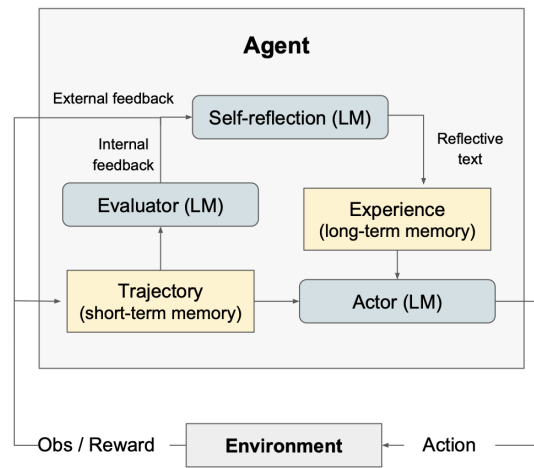 Agent
External feedback
Self-reflection (LM)
Internal
feedback
Reflective
text
Evaluator (LM)
Experience
(long-term memory)
Trajectory
(short-term memory)
Actor (LM)
Obs / Reward
Environment
Action